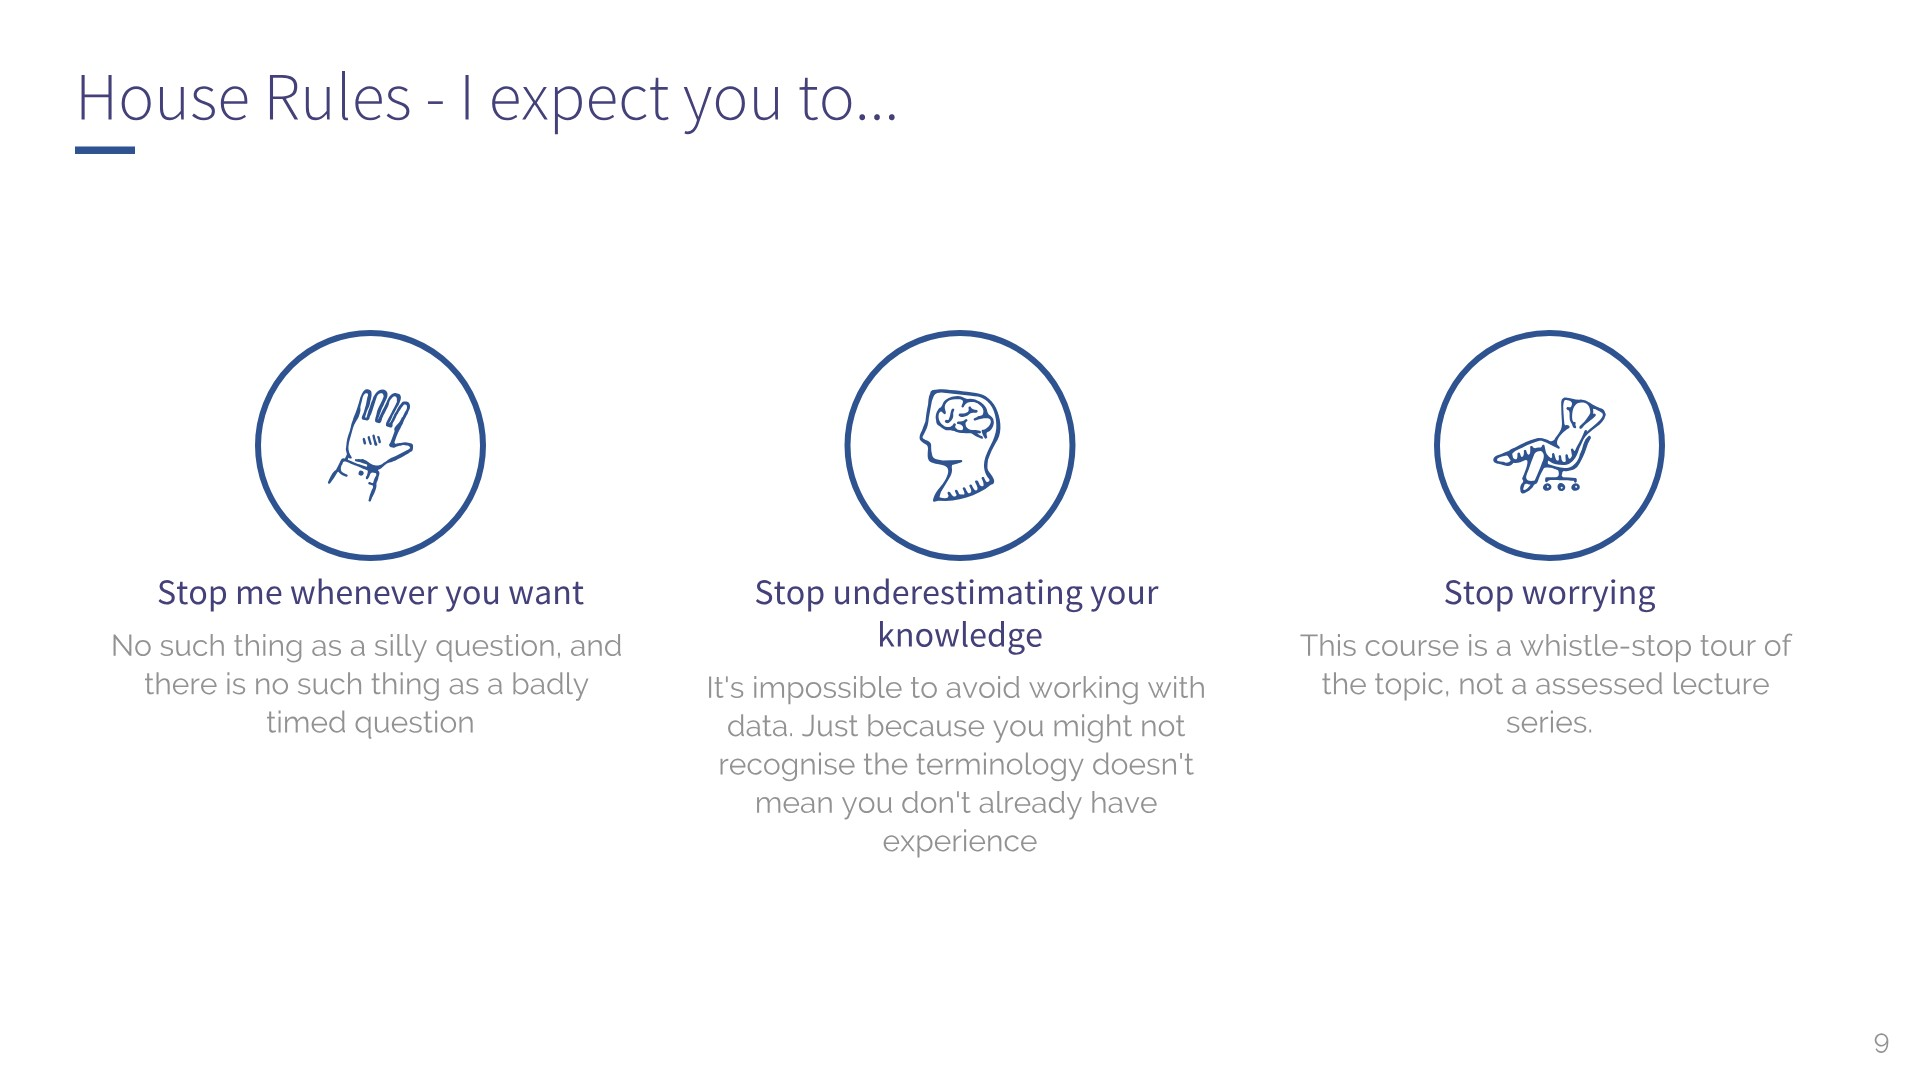 House Rules - I expect you to...
Stop me whenever you want
No such thing as a silly question, and
there is no such thing as a badly
timed question
Stop underestimating your
knowledge
It's impossible to avoid working with
data. Just because you might not
recognise the terminology doesn't
mean you don't already have
experience
Stop worrying
This course is a whistle-stop tour of
the topic, not a assessed lecture
series.
9